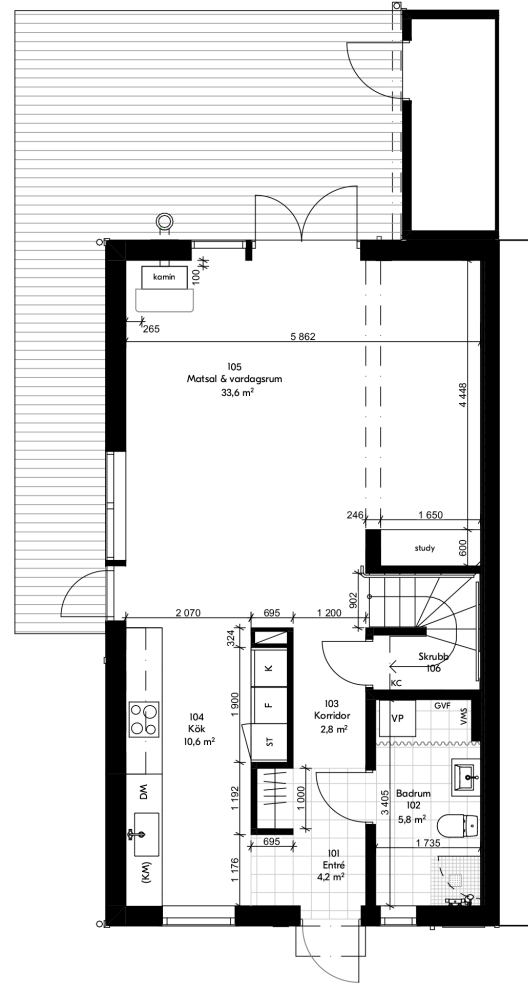 kamin
100
265
5 862
105
Matsal & vardagsrum
33,6 m²
4 448
246
1 650
study
600
902
2 070
695
1 200
324
Skrubb
106
KC
K
F
ST
1 900
103
Korridor
2,8 m²
104
Kök
10,6 m²
VP
GVF
VMS
DM
(KM)
1 192
1 000
Badrum
102
5,8 m²
3 405
1 735
695
101
Entré
4,2 m²
1 176